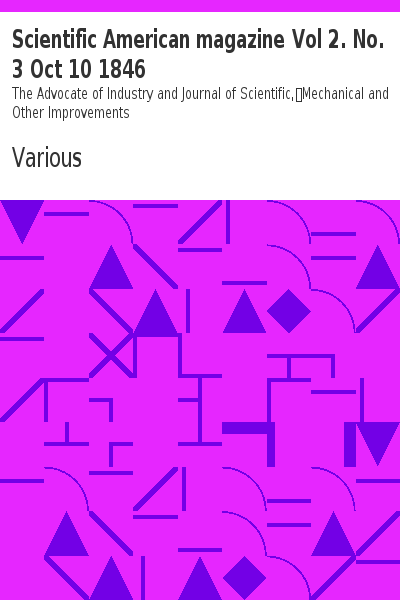 Scientific American magazine Vol 2. No.
3 Oct 10 1846
The Advocate of Industry and Journal of Scientific,▯Mechanical and
Other Improvements
Various